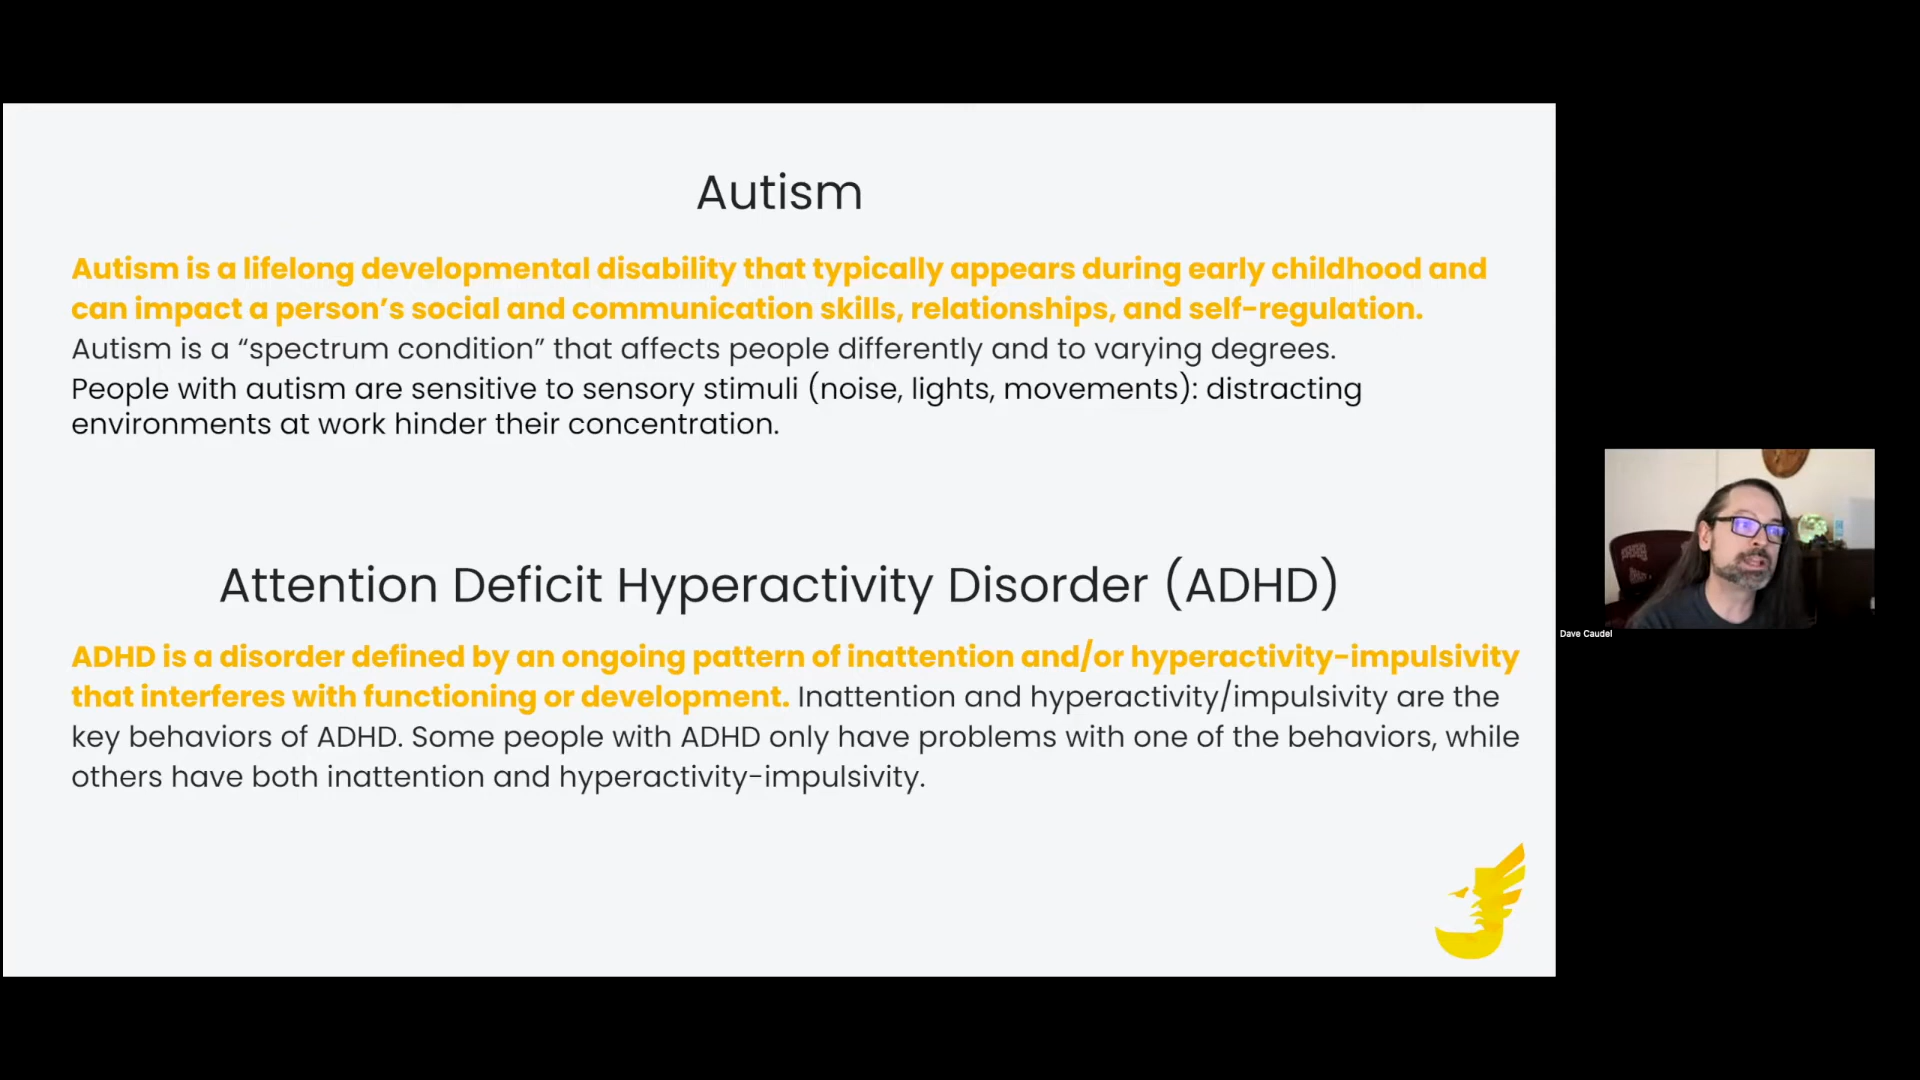 Autism
Autism is a lifelong developmental disability that typically appears during early childhood and
can impact a person’s social and communication skills, relationships, and self-regulation.
Autism is a “spectrum condition” that affects people differently and to varying degrees.
People with autism are sensitive to sensory stimuli (noise, lights, movements): distracting
environments at work hinder their concentration.
Attention Deficit Hyperactivity Disorder (ADHD)
ADHD is a disorder defined by an ongoing pattern of inattention and/or hyperactivity-impulsivity
that interferes with functioning or development. Inattention and hyperactivity/impulsivity are the
key behaviors of ADHD. Some people with ADHD only have problems with one of the behaviors, while
others have both inattention and hyperactivity-impulsivity.
Dave Caudel